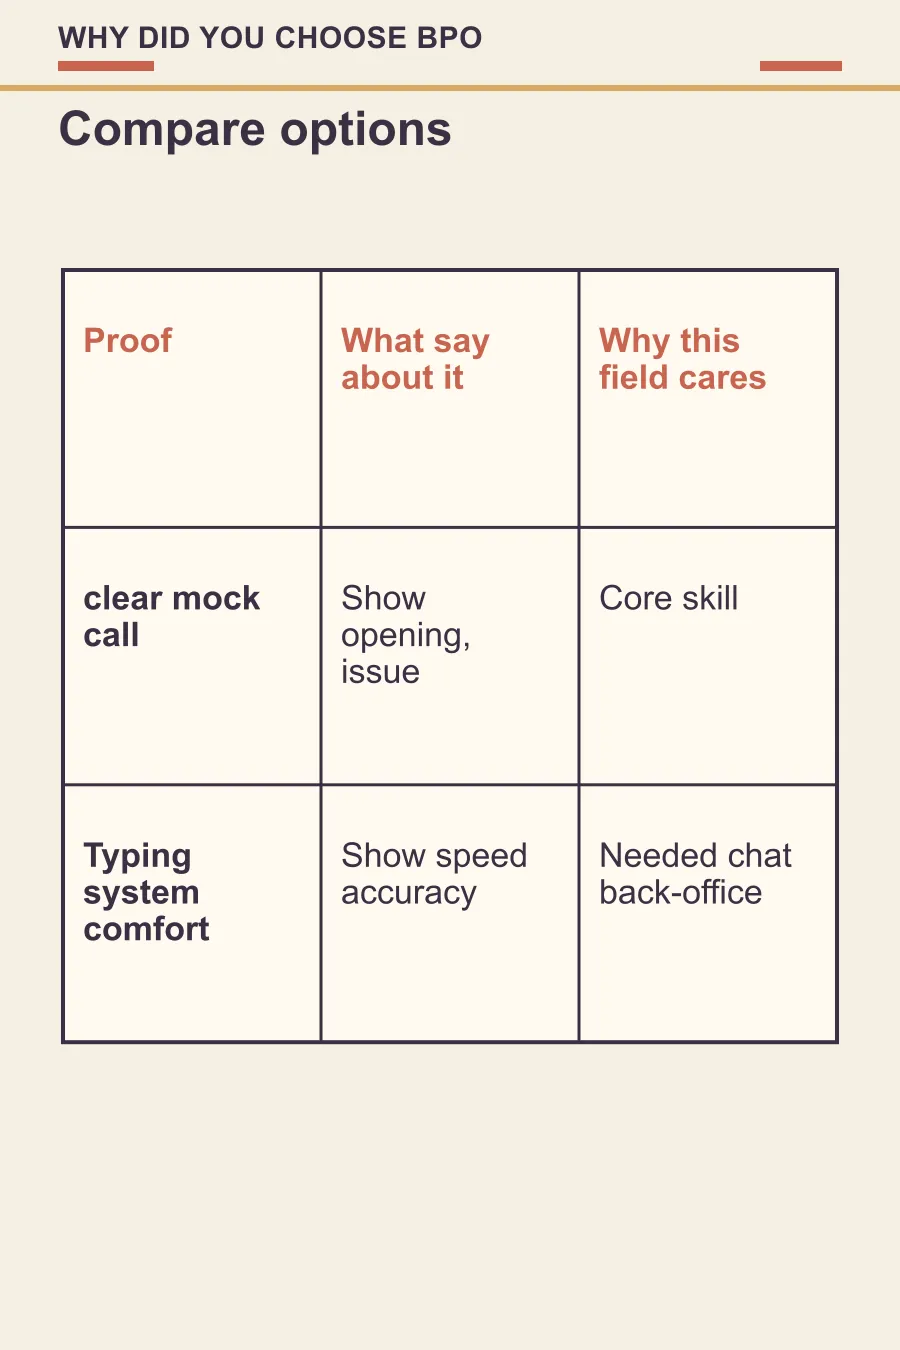 WHY DID YOU CHOOSE BPO
Compare options
Proof
What say
about it
Why this
field cares
clear mock
call
Show
opening,
issue
Core skill
Typing
system
comfort
Show speed
accuracy
Needed chat
back-office